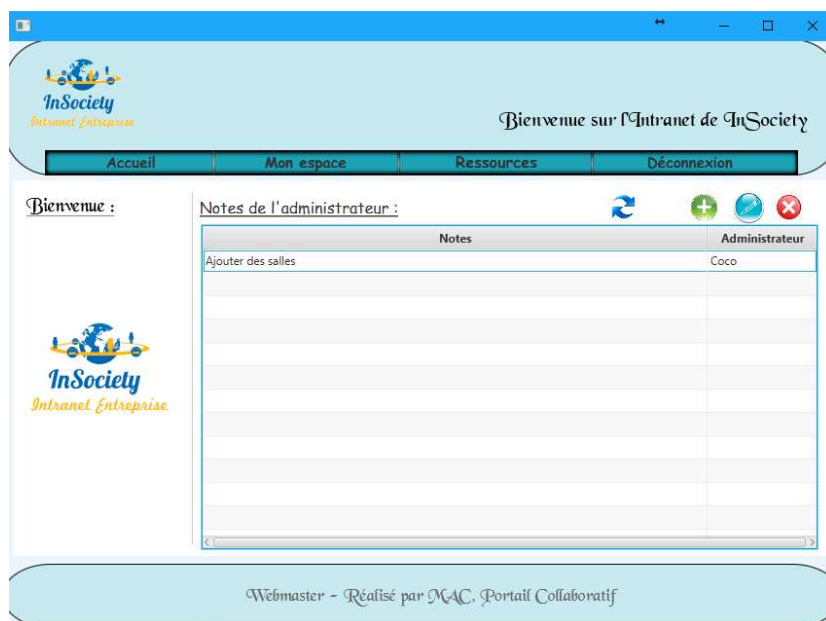 InSociety
Intranet Entreprise
Bienvenue sur l'Intranet de InSociety
Accueil Mon espace Ressources Déconnexion
Bienvenue :
Notes de l'administrateur :
Notes Administrateur
Ajouter des salles Coco
InSociety
Intranet Entreprise
Webmaster - Réalisé par MAC, Portail Collaboratif